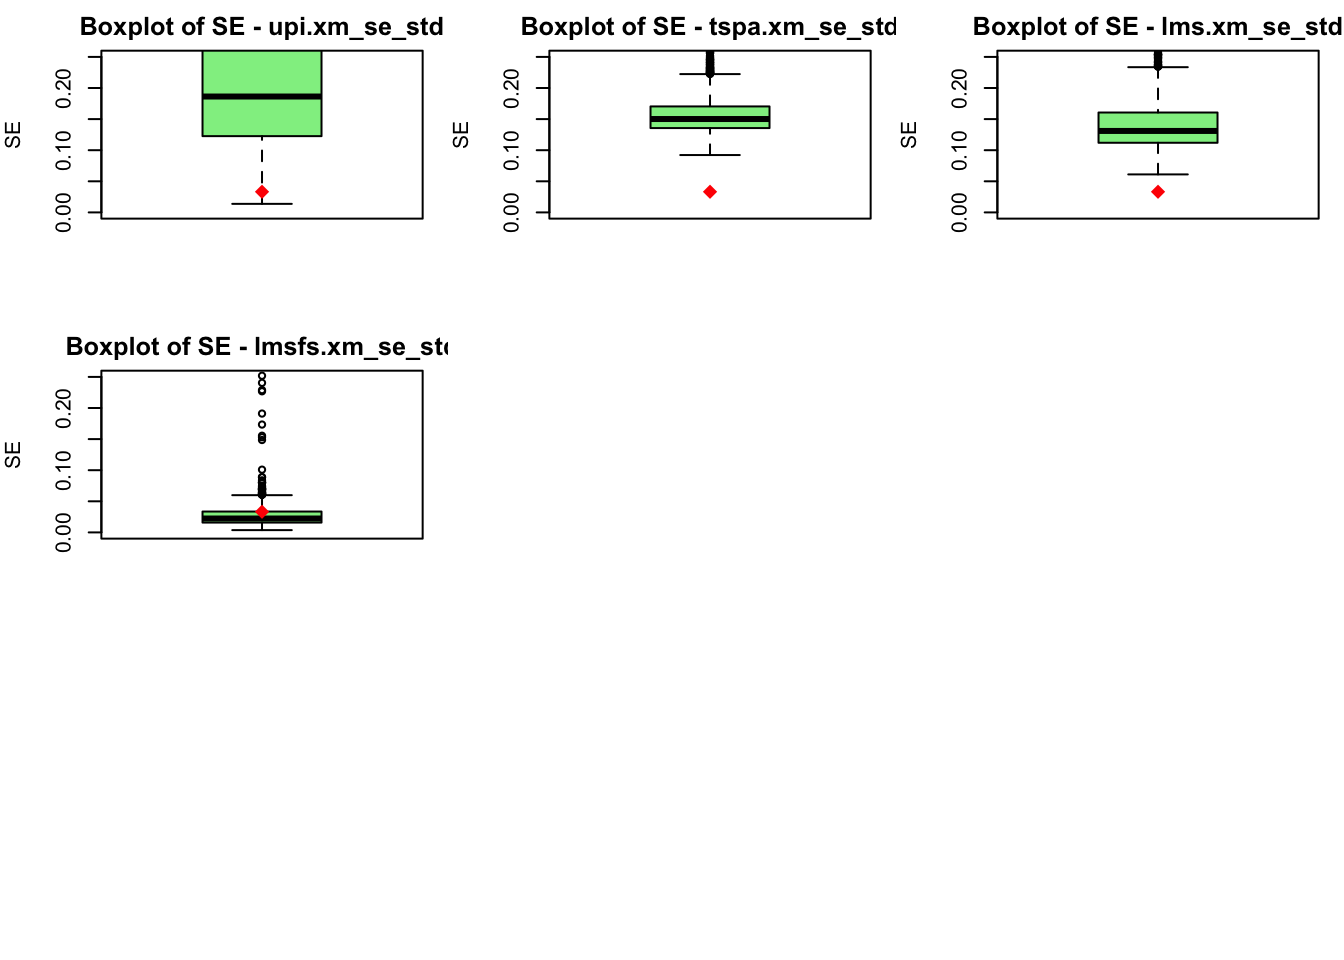 Boxplot of SE - upi.xm_se_std
SE
0.00 0.10 0.20
Boxplot of SE - tspa.xm_se_std
SE
0.00 0.10 0.20
Boxplot of SE - lms.xm_se_std
SE
0.00 0.10 0.20
Boxplot of SE - lmsfs.xm_se_std
SE
0.00 0.10 0.20